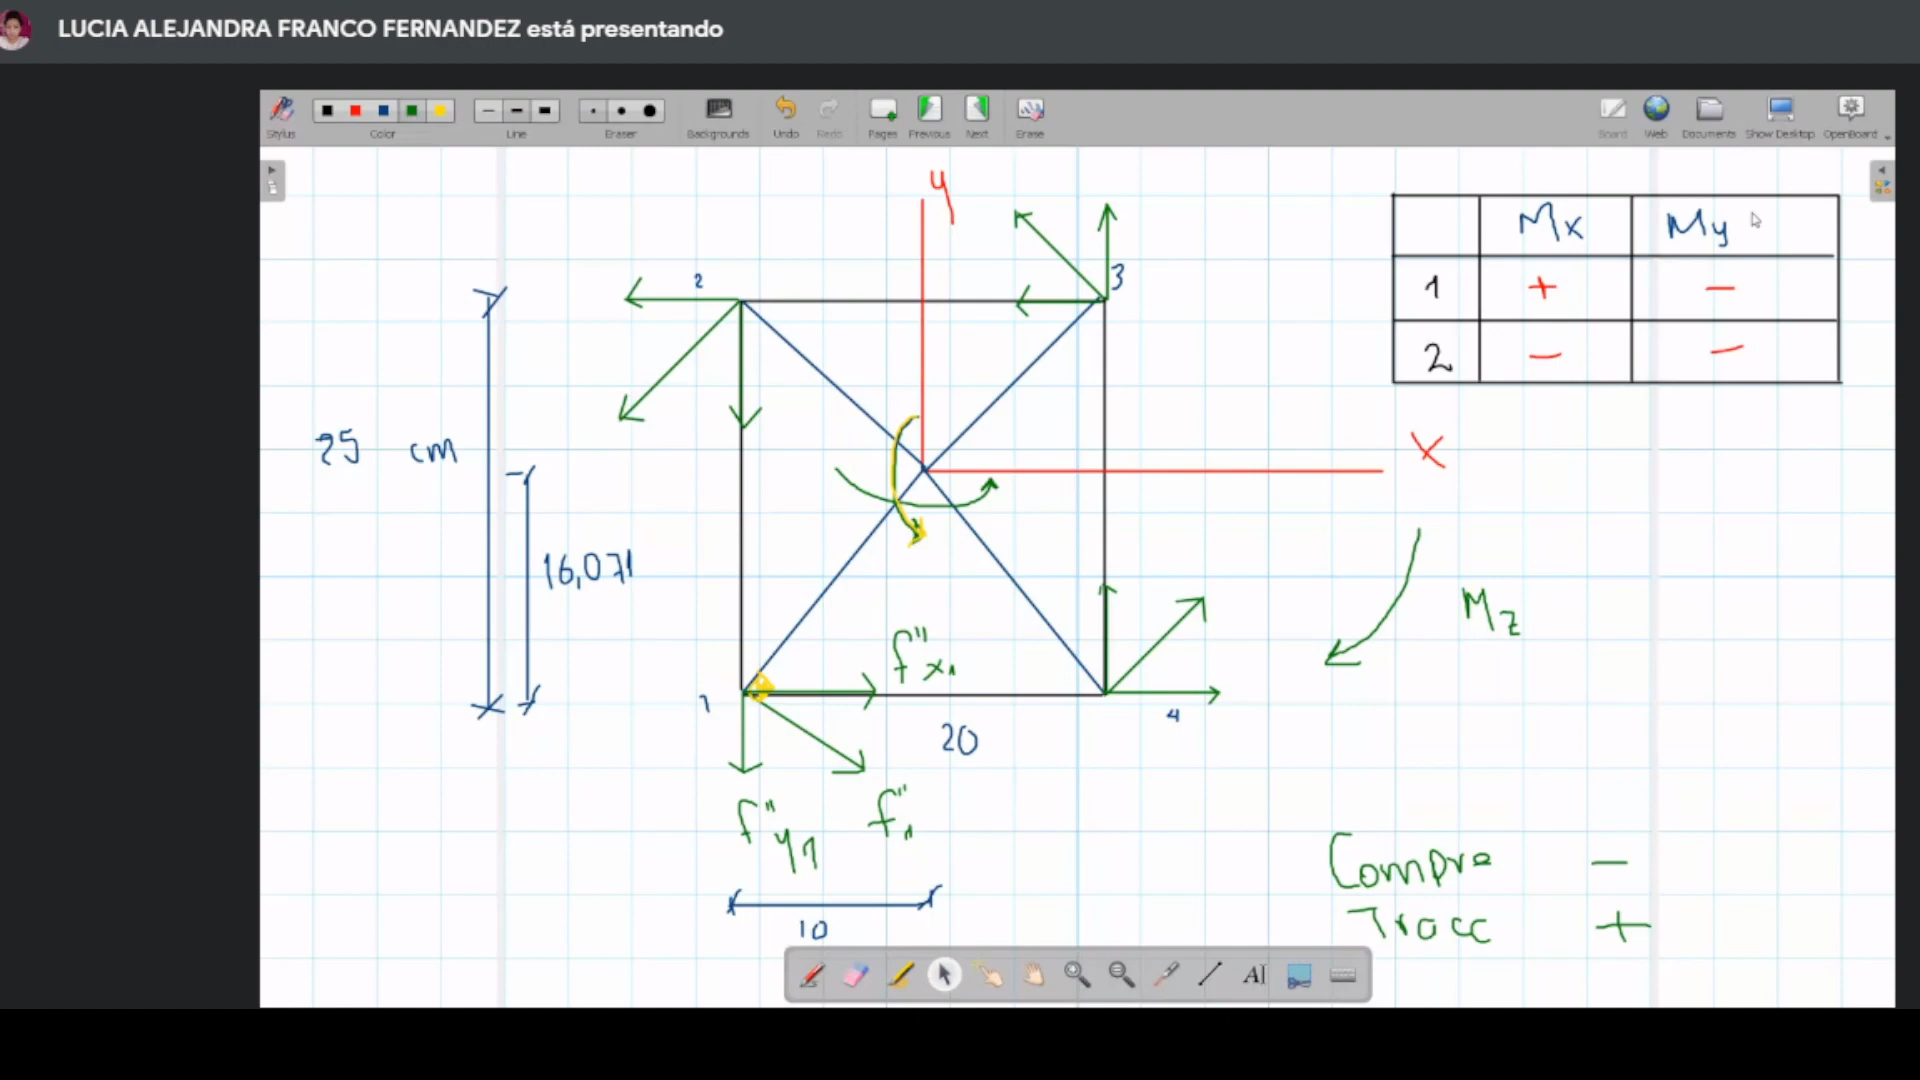 LUCIA ALEJANDRA FRANCO FERNANDEZ está presentando
Stylus Color Line Eraser Backgrounds Undo Redo Pages Previous Next Erase Board Web Documents Show Desktop OpenBoard
y
Mx My
1 + −
2 − −
2 3
25 cm
x
16,071
Mz
f''x1
1 20 4
f''y1 f''1
Compre −
Tracc +
10
AI